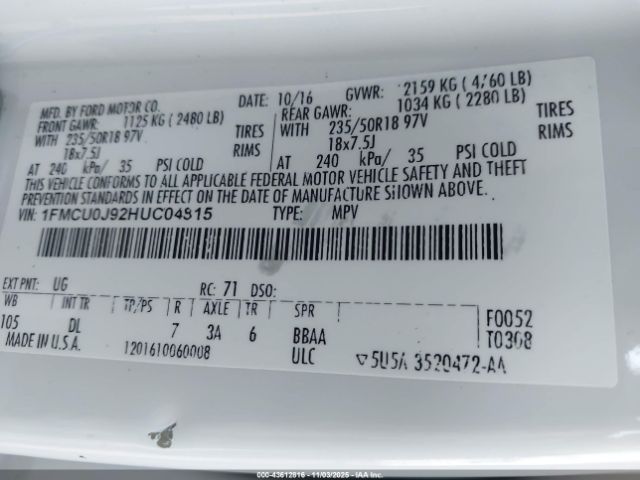 MFD. BY FORD MOTOR CO.
DATE: 10/16 GVWR: 2159 KG ( 4760 LB)
FRONT GAWR: 1125 KG ( 2480 LB)
REAR GAWR: 1034 KG ( 2280 LB)
WITH 235/50R18 97V TIRES
WITH 235/50R18 97V TIRES
18x7.5J RIMS
18x7.5J RIMS
AT 240 kPa/ 35 PSI COLD
AT 240 kPa/ 35 PSI COLD
THIS VEHICLE CONFORMS TO ALL APPLICABLE FEDERAL MOTOR VEHICLE SAFETY AND THEFT
PREVENTION STANDARDS IN EFFECT ON THE DATE OF MANUFACTURE SHOWN ABOVE.
VIN: 1FMCU0J92HUC04815 TYPE: MPV
EXT PNT: UG RC: 71 DSO:
WB INT TR TP/PS R AXLE TR SPR
105 DL 7 3A 6 BBAA
F0052
T0308
MADE IN U.S.A. 1201610060008 ULC
5U5A 3520472-AA
000-43612616 - 11/03/2025 - IAA Inc.